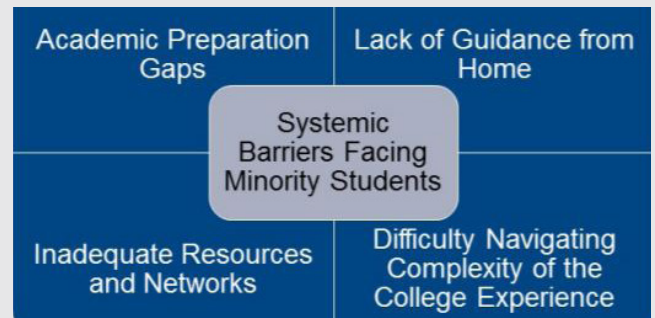 Academic Preparation
Gaps
Lack of Guidance from
Home
Systemic
Barriers Facing
Minority Students
Inadequate Resources
and Networks
Difficulty Navigating
Complexity of the
College Experience